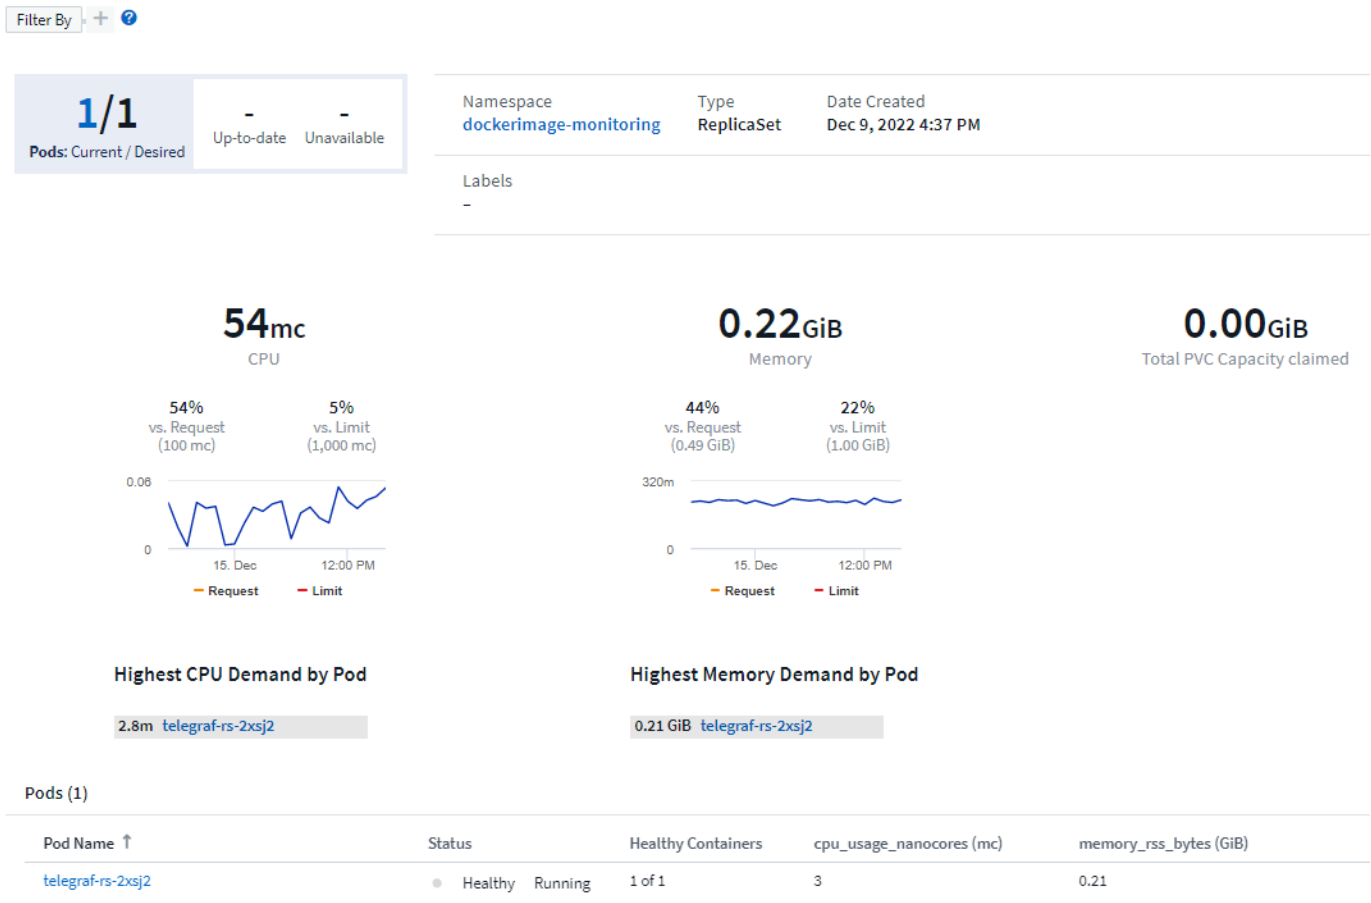 Filter By + ?
1/1
Pods: Current / Desired
-
Up-to-date
-
Unavailable
Namespace
dockerimage-monitoring
Type
ReplicaSet
Date Created
Dec 9, 2022 4:37 PM
Labels
–
54mc
CPU
54%
vs. Request
(100 mc)
5%
vs. Limit
(1,000 mc)
0.06
0
15. Dec
12:00 PM
Request
Limit
0.22GiB
Memory
44%
vs. Request
(0.49 GiB)
22%
vs. Limit
(1.00 GiB)
320m
0
15. Dec
12:00 PM
Request
Limit
0.00GiB
Total PVC Capacity claimed
Highest CPU Demand by Pod
2.8m telegraf-rs-2xsj2
Highest Memory Demand by Pod
0.21 GiB telegraf-rs-2xsj2
Pods (1)
Pod Name ↑ Status Healthy Containers cpu_usage_nanocores (mc) memory_rss_bytes (GiB)
telegraf-rs-2xsj2 Healthy Running 1 of 1 3 0.21